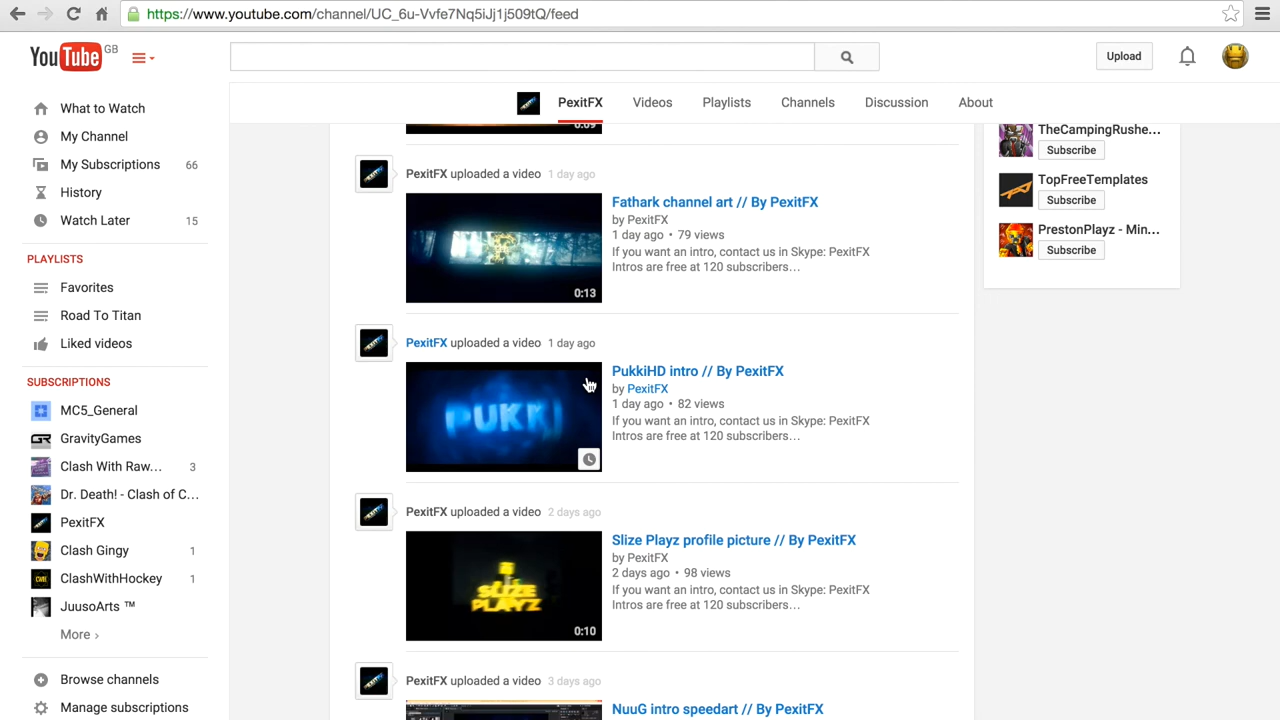 https://www.youtube.com/channel/UC_6u-Vvfe7Nq5iJj1j509tQ/feed
YouTube GB
Upload
PexitFX Videos Playlists Channels Discussion About
What to Watch
My Channel
My Subscriptions 66
History
Watch Later 15
PLAYLISTS
Favorites
Road To Titan
Liked videos
SUBSCRIPTIONS
MC5_General
GravityGames
Clash With Raw... 3
Dr. Death! - Clash of C...
PexitFX
Clash Gingy 1
ClashWithHockey 1
JuusoArts ™
More ›
Browse channels
Manage subscriptions
0:09
PexitFX uploaded a video 1 day ago
0:13
Fathark channel art // By PexitFX
by PexitFX
1 day ago • 79 views
If you want an intro, contact us in Skype: PexitFX
Intros are free at 120 subscribers...
PexitFX uploaded a video 1 day ago
PUKKI
PukkiHD intro // By PexitFX
by PexitFX
1 day ago • 82 views
If you want an intro, contact us in Skype: PexitFX
Intros are free at 120 subscribers...
PexitFX uploaded a video 2 days ago
SLIZE
PLAYZ
0:10
Slize Playz profile picture // By PexitFX
by PexitFX
2 days ago • 98 views
If you want an intro, contact us in Skype: PexitFX
Intros are free at 120 subscribers...
PexitFX uploaded a video 3 days ago
NuuG intro speedart // By PexitFX
TheCampingRushe...
Subscribe
TopFreeTemplates
Subscribe
PrestonPlayz - Min...
Subscribe